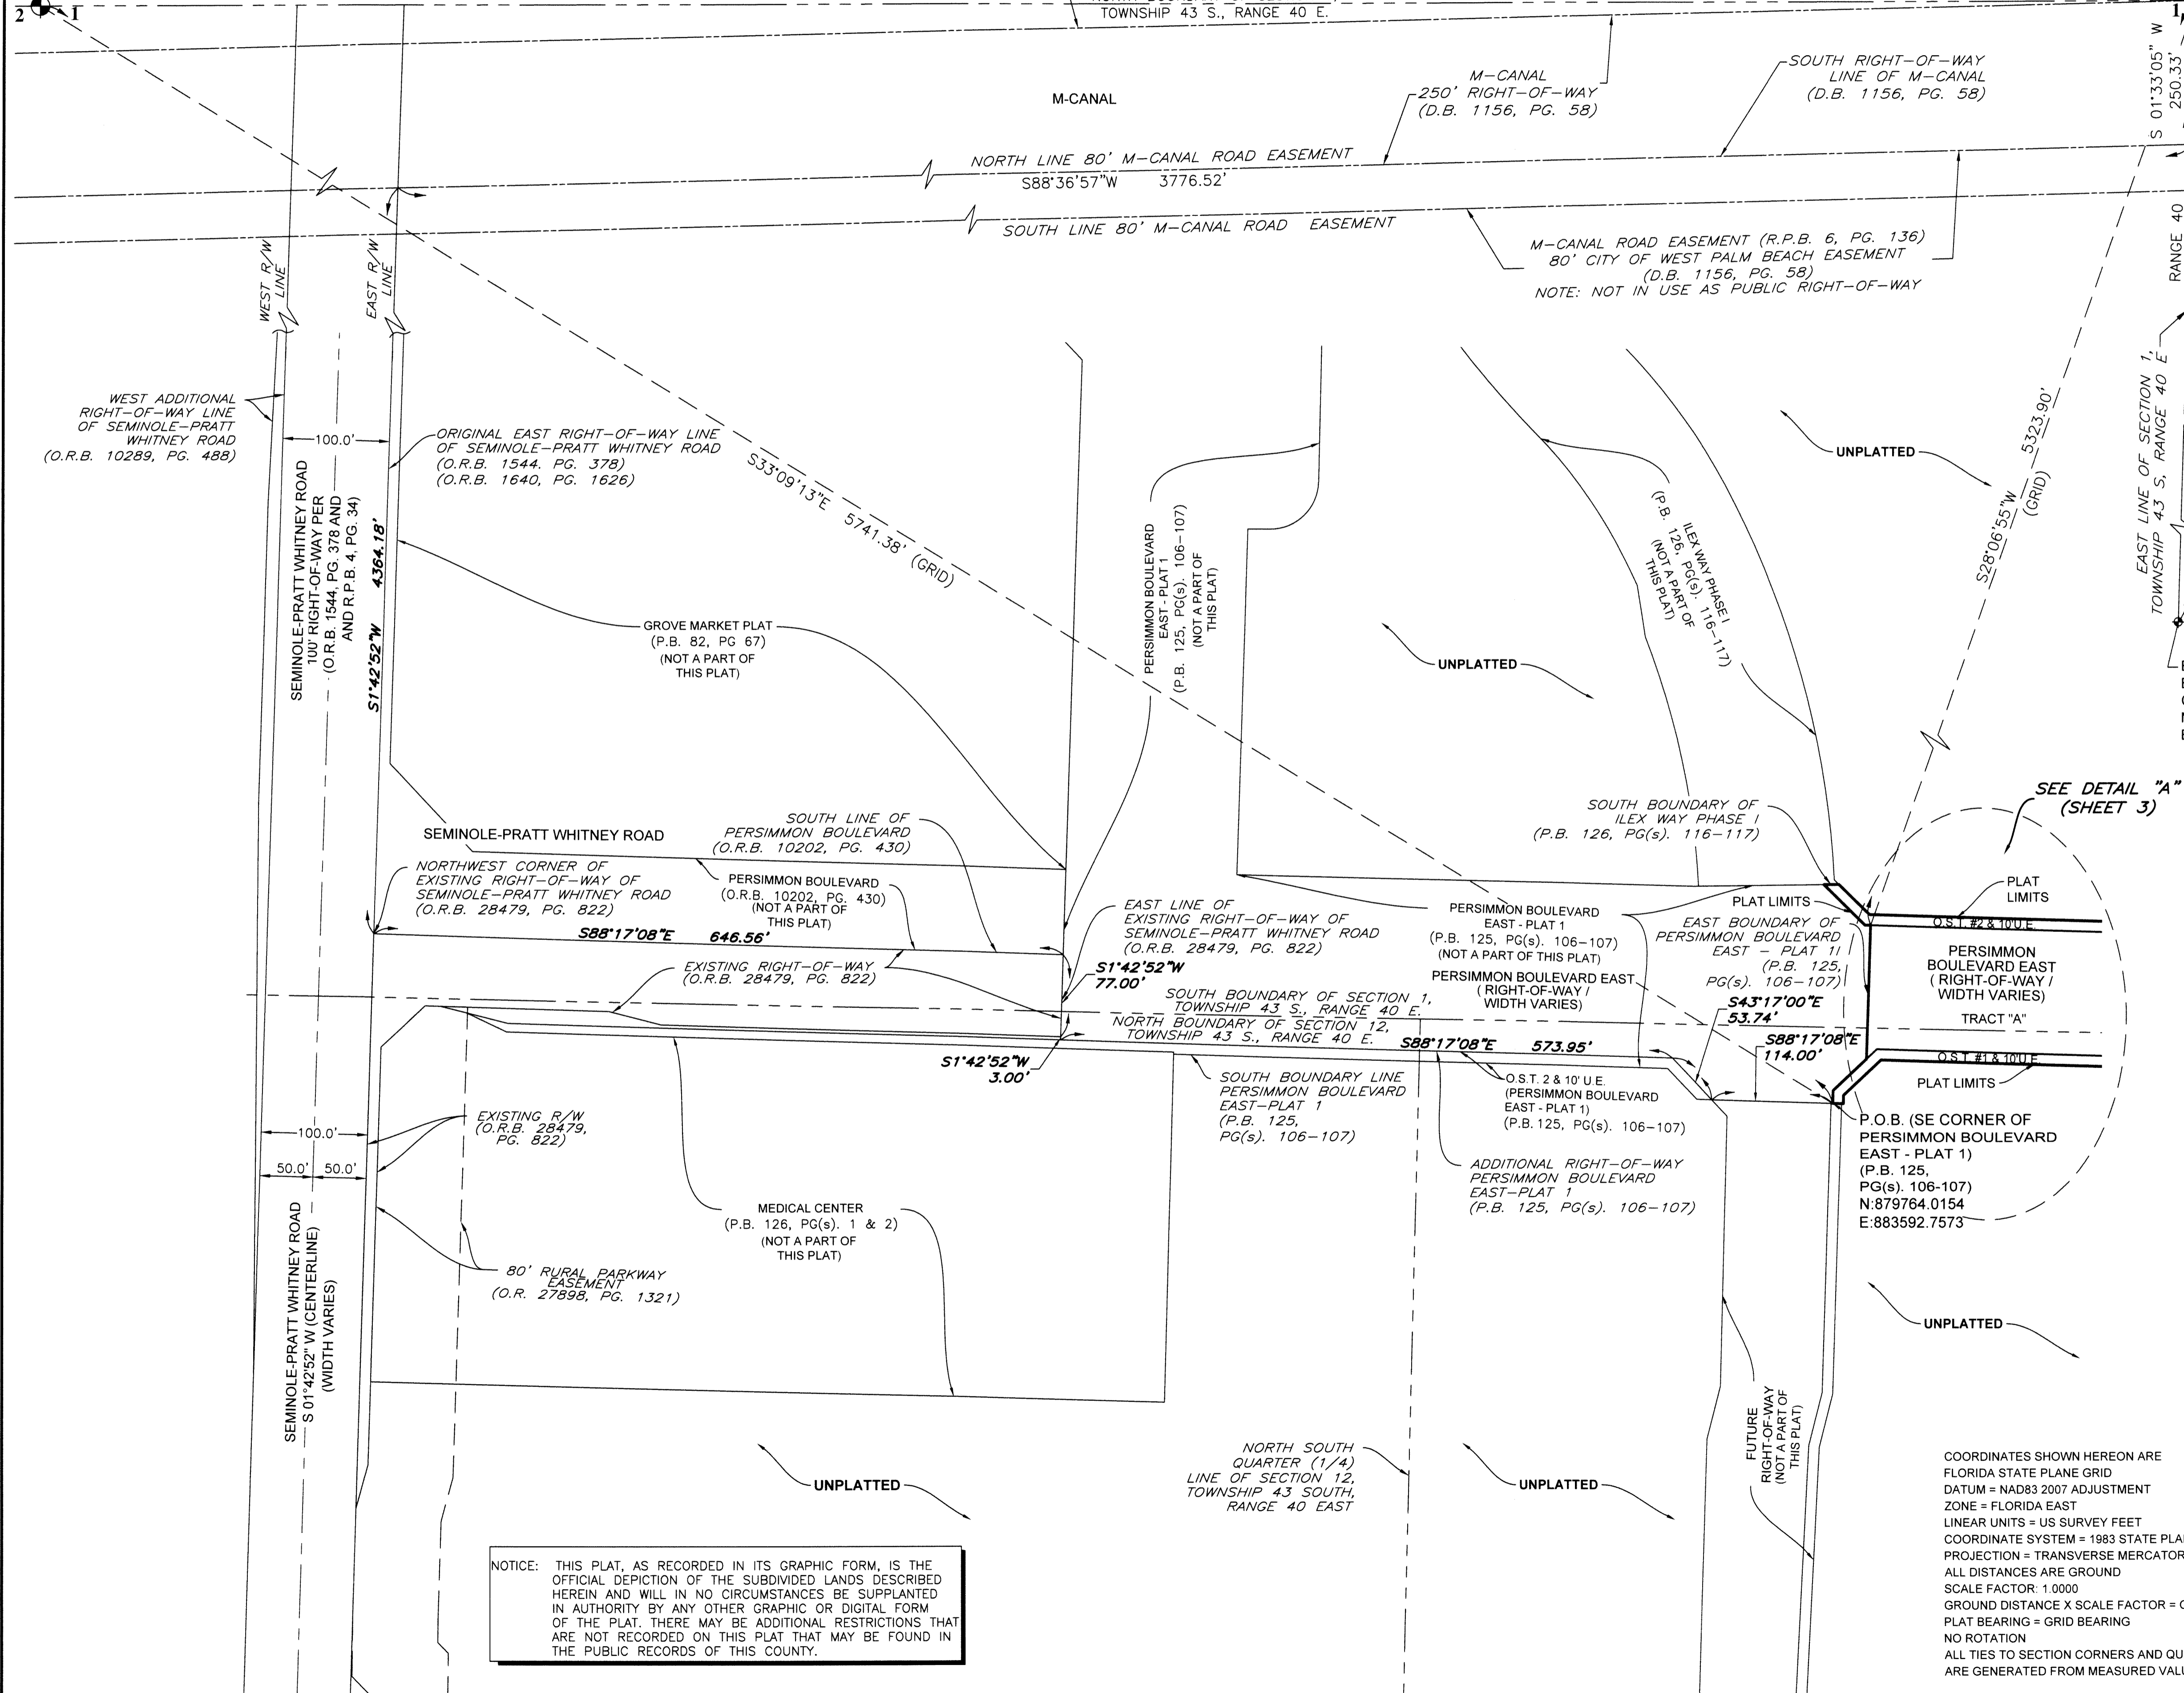 2
1
TOWNSHIP 43 S., RANGE 40 E.
1
S 01°33'05" W
250.33'
M-CANAL
M-CANAL
250' RIGHT-OF-WAY
(D.B. 1156, PG. 58)
SOUTH RIGHT-OF-WAY
LINE OF M-CANAL
(D.B. 1156, PG. 58)
NORTH LINE 80' M-CANAL ROAD EASEMENT
S88°36'57"W 3776.52'
SOUTH LINE 80' M-CANAL ROAD EASEMENT
M-CANAL ROAD EASEMENT (R.P.B. 6, PG. 136)
80' CITY OF WEST PALM BEACH EASEMENT
(D.B. 1156, PG. 58)
NOTE: NOT IN USE AS PUBLIC RIGHT-OF-WAY
RANGE 40
WEST R/W
LINE
EAST R/W
LINE
EAST LINE OF SECTION 1,
TOWNSHIP 43 S, RANGE 40 E
WEST ADDITIONAL
RIGHT-OF-WAY LINE
OF SEMINOLE-PRATT
WHITNEY ROAD
(O.R.B. 10289, PG. 488)
100.0'
ORIGINAL EAST RIGHT-OF-WAY LINE
OF SEMINOLE-PRATT WHITNEY ROAD
(O.R.B. 1544. PG. 378)
(O.R.B. 1640, PG. 1626)
SEMINOLE-PRATT WHITNEY ROAD
100' RIGHT-OF-WAY PER
(O.R.B. 1544, PG. 378 AND
AND R.P.B. 4, PG. 34)
S1°42'52"W 4364.18'
S33°09'13"E 5741.38' (GRID)
PERSIMMON BOULEVARD
EAST - PLAT 1
(P.B. 125, PG(s). 106-107)
(NOT A PART OF
THIS PLAT)
ILEX WAY PHASE I
(P.B. 126, PG(s). 116-117)
(NOT A PART OF
THIS PLAT)
UNPLATTED
S28°06'55"W 5323.90'
(GRID)
GROVE MARKET PLAT
(P.B. 82, PG 67)
(NOT A PART OF
THIS PLAT)
UNPLATTED
SEE DETAIL "A"
(SHEET 3)
SOUTH BOUNDARY OF
ILEX WAY PHASE I
(P.B. 126, PG(s). 116-117)
SEMINOLE-PRATT WHITNEY ROAD
SOUTH LINE OF
PERSIMMON BOULEVARD
(O.R.B. 10202, PG. 430)
NORTHWEST CORNER OF
EXISTING RIGHT-OF-WAY OF
SEMINOLE-PRATT WHITNEY ROAD
(O.R.B. 28479, PG. 822)
PERSIMMON BOULEVARD
(O.R.B. 10202, PG. 430)
(NOT A PART OF
THIS PLAT)
S88°17'08"E 646.56'
EXISTING RIGHT-OF-WAY
(O.R.B. 28479, PG. 822)
EAST LINE OF
EXISTING RIGHT-OF-WAY OF
SEMINOLE-PRATT WHITNEY ROAD
(O.R.B. 28479, PG. 822)
S1°42'52"W
77.00'
PERSIMMON BOULEVARD
EAST - PLAT 1
(P.B. 125, PG(s). 106-107)
(NOT A PART OF THIS PLAT)
PERSIMMON BOULEVARD EAST
( RIGHT-OF-WAY /
WIDTH VARIES)
PLAT LIMITS
EAST BOUNDARY OF
PERSIMMON BOULEVARD
EAST - PLAT 1
(P.B. 125,
PG(s). 106-107)
PLAT
LIMITS
O.S.T. #2 & 10'U.E.
PERSIMMON
BOULEVARD EAST
( RIGHT-OF-WAY /
WIDTH VARIES)
TRACT "A"
O.S.T. #1 & 10'U.E.
PLAT LIMITS
SOUTH BOUNDARY OF SECTION 1,
TOWNSHIP 43 S., RANGE 40 E.
NORTH BOUNDARY OF SECTION 12,
TOWNSHIP 43 S., RANGE 40 E.
S1°42'52"W
3.00'
S88°17'08"E 573.95'
S43°17'00"E
53.74'
S88°17'08"E
114.00'
SOUTH BOUNDARY LINE
PERSIMMON BOULEVARD
EAST-PLAT 1
(P.B. 125,
PG(s). 106-107)
O.S.T. 2 & 10' U.E.
(PERSIMMON BOULEVARD
EAST - PLAT 1)
(P.B. 125, PG(s). 106-107)
ADDITIONAL RIGHT-OF-WAY
PERSIMMON BOULEVARD
EAST-PLAT 1
(P.B. 125, PG(s). 106-107)
P.O.B. (SE CORNER OF
PERSIMMON BOULEVARD
EAST - PLAT 1)
(P.B. 125,
PG(s). 106-107)
N:879764.0154
E:883592.7573
EXISTING R/W
(O.R.B. 28479,
PG. 822)
100.0'
50.0'
50.0'
SEMINOLE-PRATT WHITNEY ROAD
S 01°42'52" W (CENTERLINE)
(WIDTH VARIES)
MEDICAL CENTER
(P.B. 126, PG(s). 1 & 2)
(NOT A PART OF
THIS PLAT)
80' RURAL PARKWAY
EASEMENT
(O.R. 27898, PG. 1321)
UNPLATTED
FUTURE
RIGHT-OF-WAY
(NOT A PART OF
THIS PLAT)
UNPLATTED
NORTH SOUTH
QUARTER (1/4)
LINE OF SECTION 12,
TOWNSHIP 43 SOUTH,
RANGE 40 EAST
UNPLATTED
NOTICE: THIS PLAT, AS RECORDED IN ITS GRAPHIC FORM, IS THE
OFFICIAL DEPICTION OF THE SUBDIVIDED LANDS DESCRIBED
HEREIN AND WILL IN NO CIRCUMSTANCES BE SUPPLANTED
IN AUTHORITY BY ANY OTHER GRAPHIC OR DIGITAL FORM
OF THE PLAT. THERE MAY BE ADDITIONAL RESTRICTIONS THAT
ARE NOT RECORDED ON THIS PLAT THAT MAY BE FOUND IN
THE PUBLIC RECORDS OF THIS COUNTY.
COORDINATES SHOWN HEREON ARE
FLORIDA STATE PLANE GRID
DATUM = NAD83 2007 ADJUSTMENT
ZONE = FLORIDA EAST
LINEAR UNITS = US SURVEY FEET
COORDINATE SYSTEM = 1983 STATE
PROJECTION = TRANSVERSE MERCATOR
ALL DISTANCES ARE GROUND
SCALE FACTOR: 1.0000
GROUND DISTANCE X SCALE FACTOR =
PLAT BEARING = GRID BEARING
NO ROTATION
ALL TIES TO SECTION CORNERS AND
ARE GENERATED FROM MEASURED